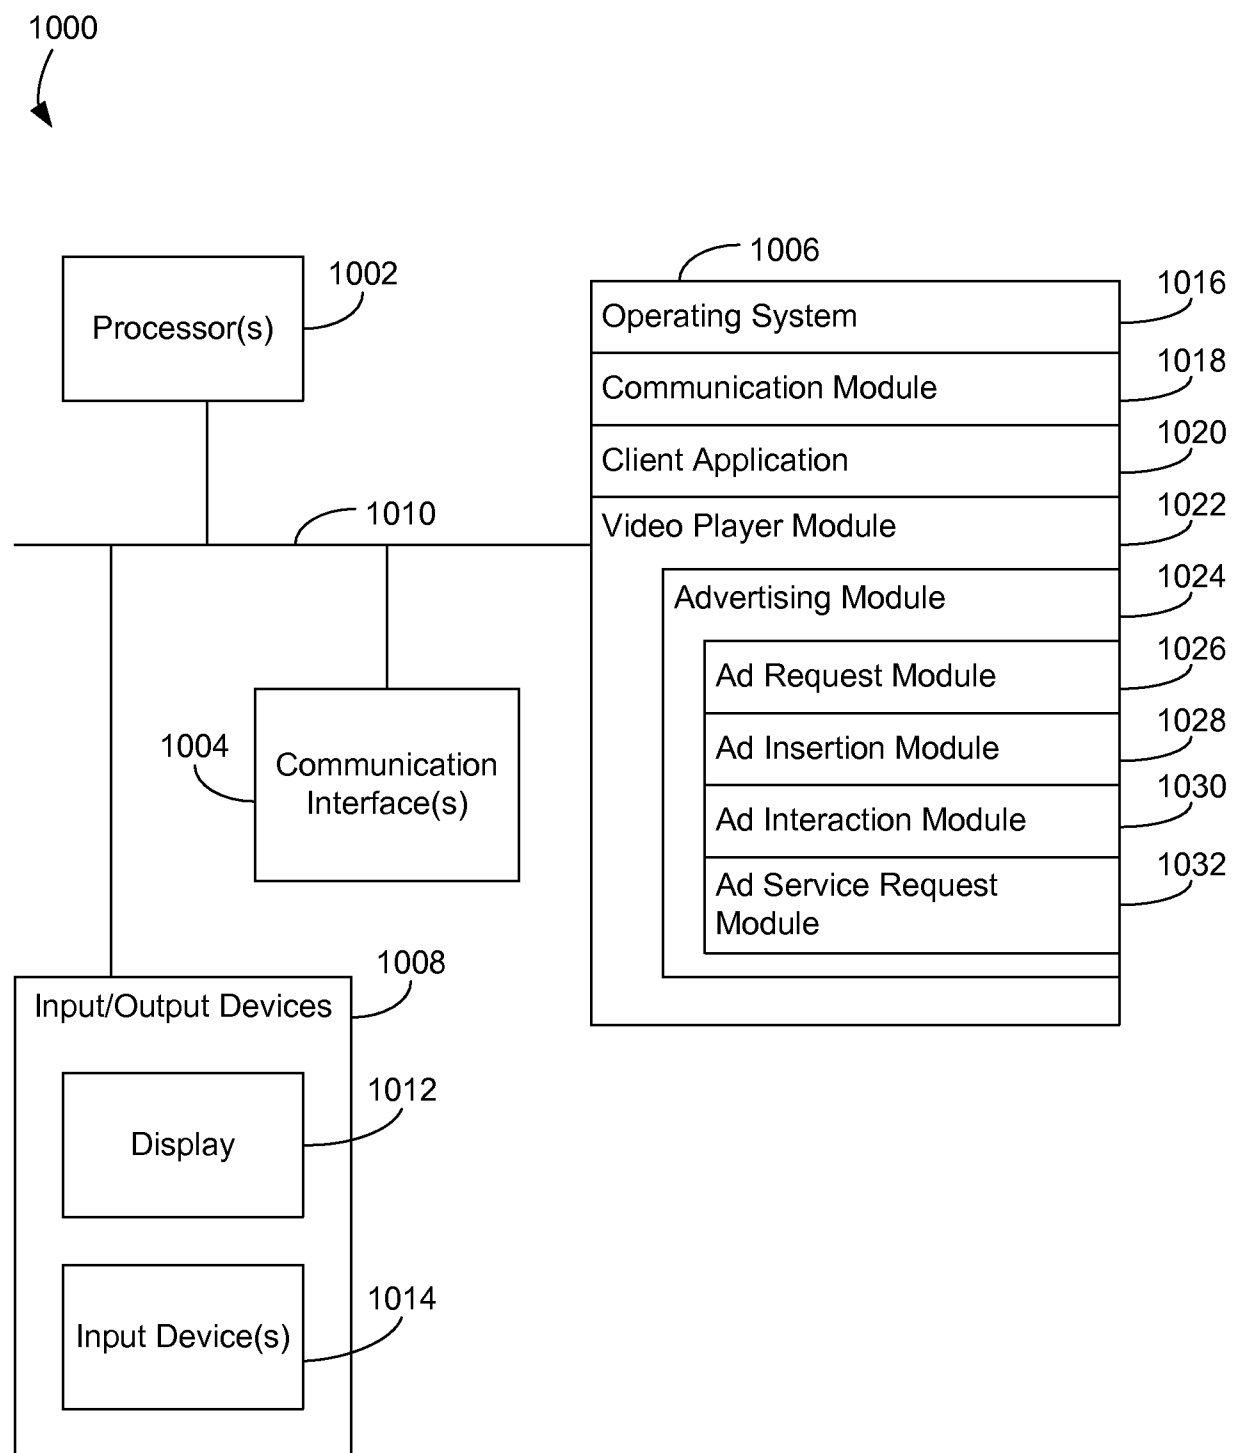 1000
1002
Processor(s)
1006
1016
Operating System
1018
Communication Module
1020
Client Application
1010
1022
Video Player Module
1024
Advertising Module
1026
Ad Request Module
1028
Ad Insertion Module
1030
Ad Interaction Module
1032
Ad Service Request
Module
1004
Communication
Interface(s)
1008
Input/Output Devices
1012
Display
1014
Input Device(s)